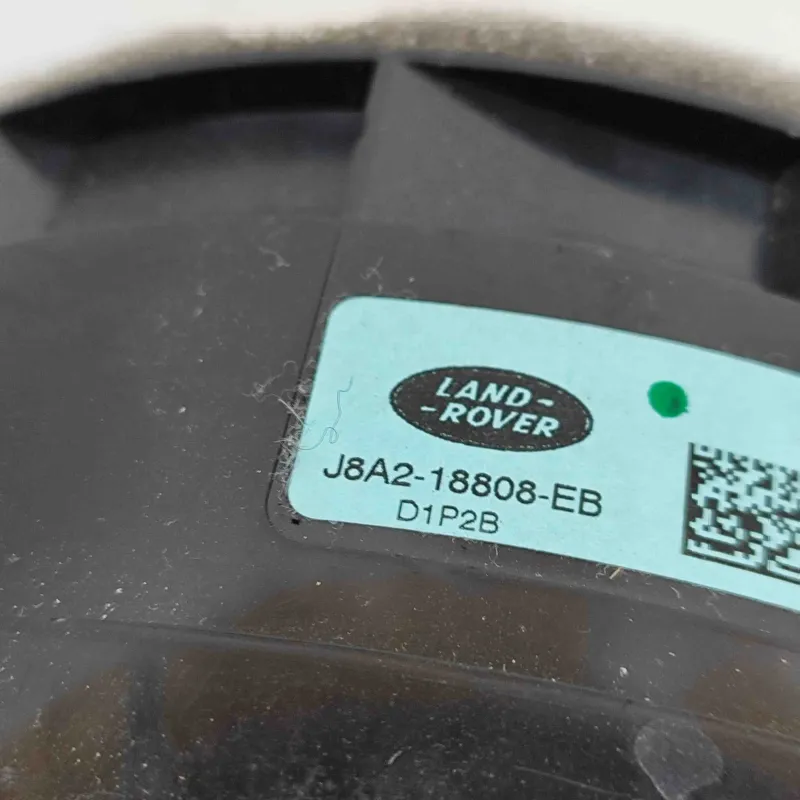 LAND-
-ROVER
J8A2-18808-EB
D1P2B